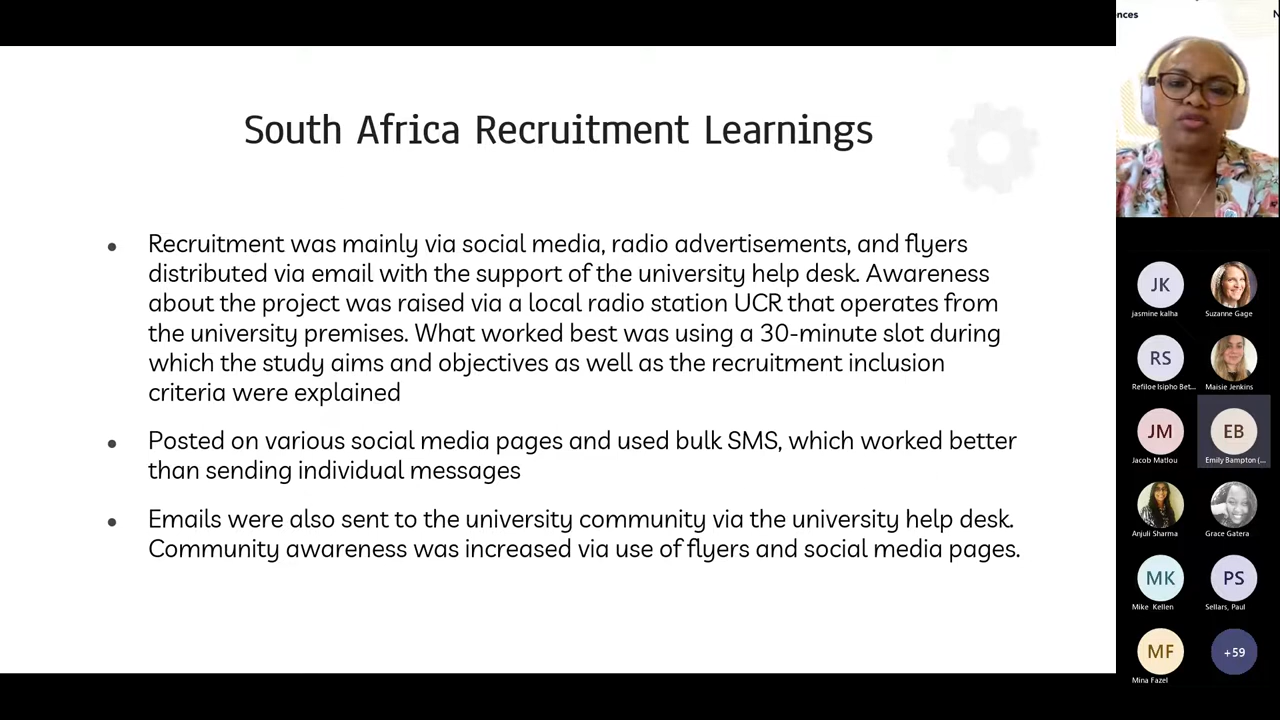 South Africa Recruitment Learnings
Recruitment was mainly via social media, radio advertisements, and flyers
distributed via email with the support of the university help desk. Awareness
about the project was raised via a local radio station UCR that operates from
the university premises. What worked best was using a 30-minute slot during
which the study aims and objectives as well as the recruitment inclusion
criteria were explained
Posted on various social media pages and used bulk SMS, which worked better
than sending individual messages
Emails were also sent to the university community via the university help desk.
Community awareness was increased via use of flyers and social media pages.
nces
N
JK
jasmine kalha
Suzanne Gage
RS
Refiloe Isipho Bet...
Maisie Jenkins
JM
Jacob Matlou
EB
Emily Bampton (...
Anjuli Sharma
Grace Gatera
MK
Mike Kellen
PS
Sellars, Paul
MF
Mina Fazel
+59